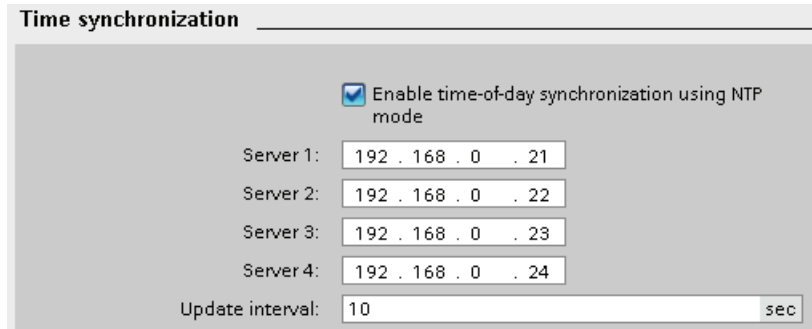 Time synchronization
Enable time-of-day synchronization using NTP
mode
Server 1: 192 . 168 . 0 . 21
Server 2: 192 . 168 . 0 . 22
Server 3: 192 . 168 . 0 . 23
Server 4: 192 . 168 . 0 . 24
Update interval: 10 sec